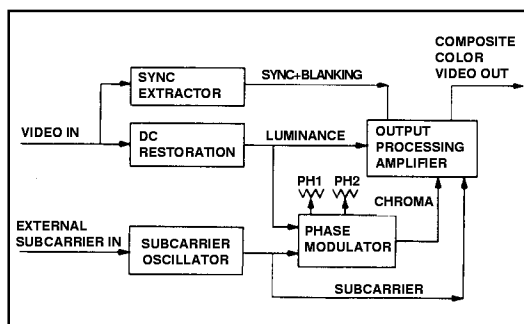 COMPOSITE
COLOR
VIDEO OUT
SYNC
EXTRACTOR
SYNC+BLANKING
VIDEO IN
DC
RESTORATION
LUMINANCE
OUTPUT
PROCESSING
AMPLIFIER
PH1
PH2
CHROMA
EXTERNAL
SUBCARRIER IN
SUBCARRIER
OSCILLATOR
PHASE
MODULATOR
SUBCARRIER